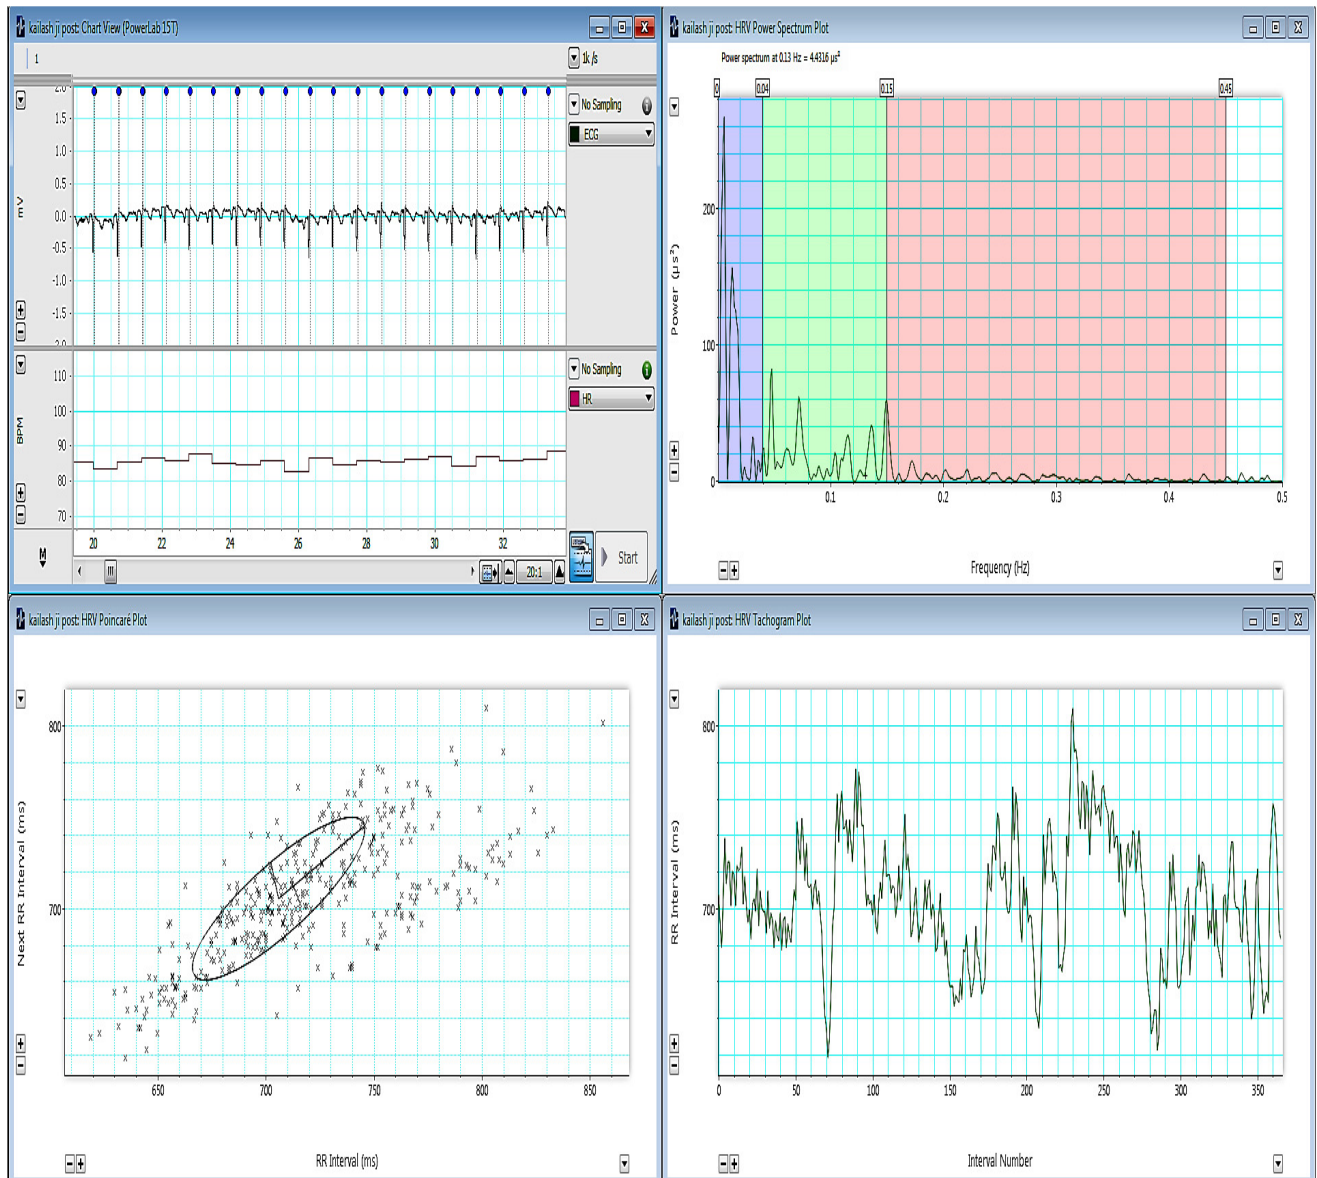 kailash ji post: Chart View (PowerLab 15T)
1
1k /s
2.0
1.5
1.0
0.5
0.0
-0.5
-1.0
-1.5
2.0
mV
No Sampling
ECG
110
100
90
80
70
BPM
No Sampling
HR
20 22 24 26 28 30 32
M
20:1
Start
kailash ji post: HRV Power Spectrum Plot
Power spectrum at 0.13 Hz = 4.4316 µs²
0 0.04 0.15 0.45
200
100
0
Power (µs²)
0.1 0.2 0.3 0.4 0.5
Frequency (Hz)
kailash ji post: HRV Poincaré Plot
800
700
Next RR Interval (ms)
650 700 750 800 850
RR Interval (ms)
kailash ji post: HRV Tachogram Plot
800
700
RR Interval (ms)
0 50 100 150 200 250 300 350
Interval Number